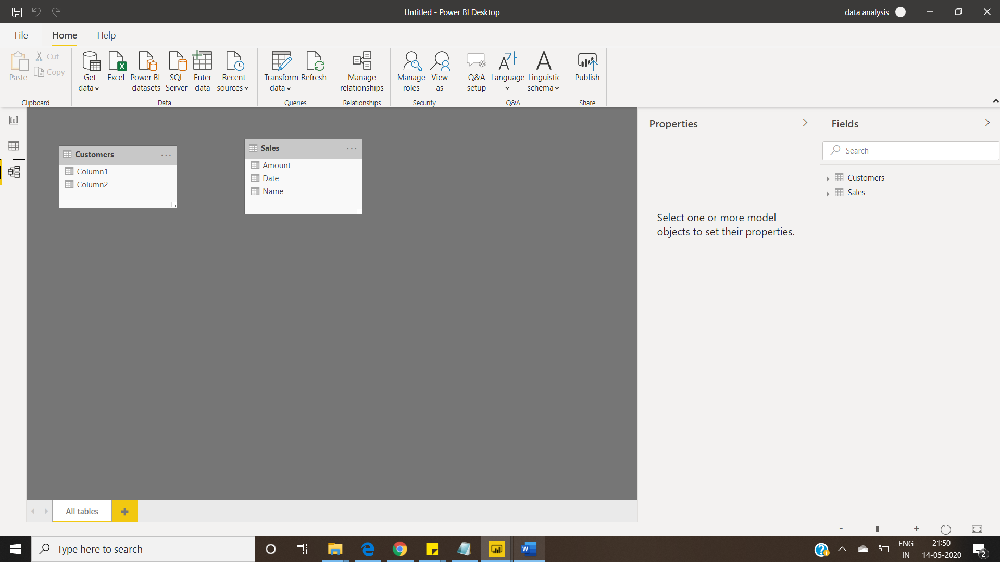 Untitled - Power BI Desktop
data analysis
File Home Help
Paste
Cut
Copy
Clipboard
Get data
Excel
Power BI datasets
SQL Server
Enter data
Recent sources
Data
Transform data
Refresh
Queries
Manage relationships
Relationships
Manage roles
View as
Security
Q&A setup
Language
Linguistic schema
Q&A
Publish
Share
Customers
Column1
Column2
Sales
Amount
Date
Name
Properties
Select one or more model
objects to set their properties.
Fields
Search
Customers
Sales
All tables
Type here to search
ENG
IN
21:50
14-05-2020
2